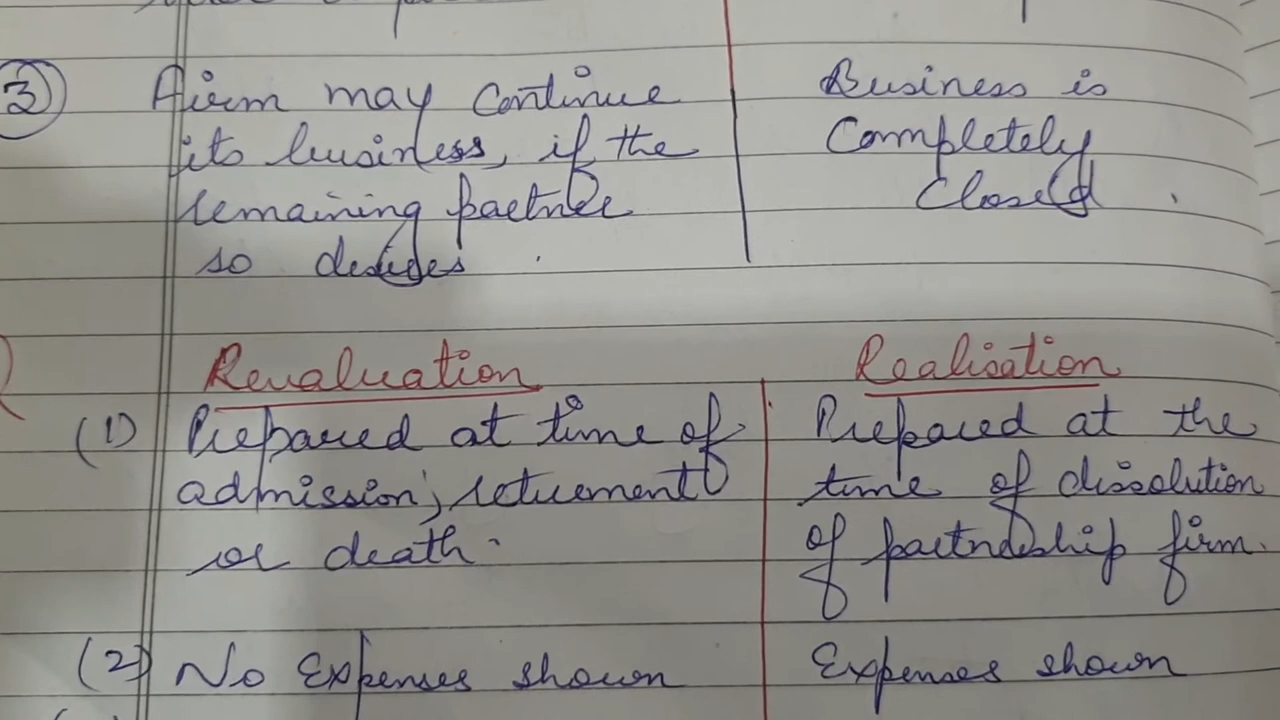 3 Firm may continue
its business, if the
remaining partner
so decides.
Business is
Completely
Closed.
Revaluation
(1) Prepared at time of
admission, retirement
or death.
(2) No Expenses shown
Realisation
Prepared at the
time of dissolution
of partnership firm.
Expenses shown